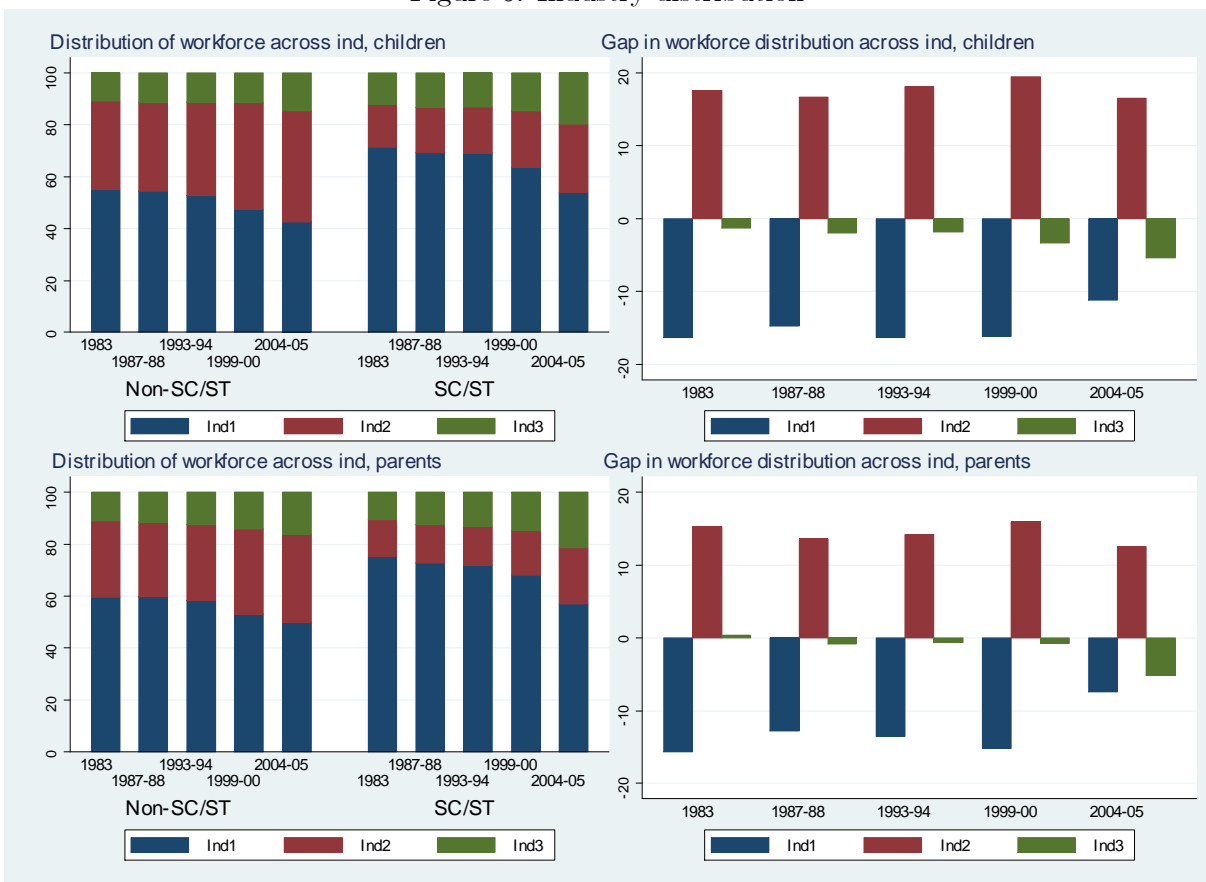 Distribution of workforce across ind, children
100
80
60
40
20
0
1983 1993-94 2004-05 1987-88 1999-00
1987-88 1999-00 1983 1993-94 2004-05
Non-SC/ST SC/ST
Ind1 Ind2 Ind3
Gap in workforce distribution across ind, children
20
10
0
-10
-20
1983 1987-88 1993-94 1999-00 2004-05
Ind1 Ind2 Ind3
Distribution of workforce across ind, parents
100
80
60
40
20
0
1983 1993-94 2004-05 1987-88 1999-00
1987-88 1999-00 1983 1993-94 2004-05
Non-SC/ST SC/ST
Ind1 Ind2 Ind3
Gap in workforce distribution across ind, parents
20
10
0
-10
-20
1983 1987-88 1993-94 1999-00 2004-05
Ind1 Ind2 Ind3